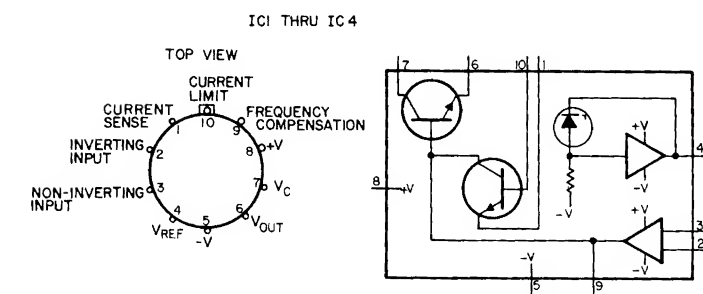 IC1 THRU IC4
TOP VIEW
CURRENT
LIMIT
10
CURRENT
SENSE
1
FREQUENCY
COMPENSATION
9
INVERTING
INPUT
2
+V
8
NON-INVERTING
INPUT
3
VC
7
VREF
4
-V
5
VOUT
6
7
6
10
1
+
+V
4
-V
-V
8
+V
+V
3
2
-V
-V
5
9